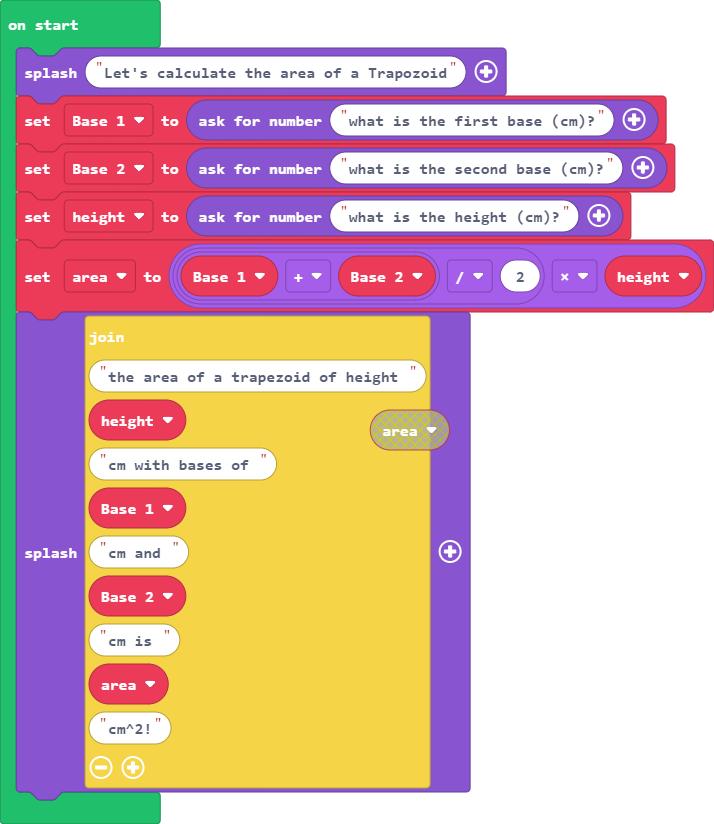 on start
splash "Let's calculate the area of a Trapozoid"
set Base 1 to ask for number "what is the first base (cm)?"
set Base 2 to ask for number "what is the second base (cm)?"
set height to ask for number "what is the height (cm)?"
set area to Base 1 + Base 2 / 2 × height
join
"the area of a trapezoid of height "
height
area
"cm with bases of "
Base 1
splash "cm and "
Base 2
"cm is "
area
"cm^2!"